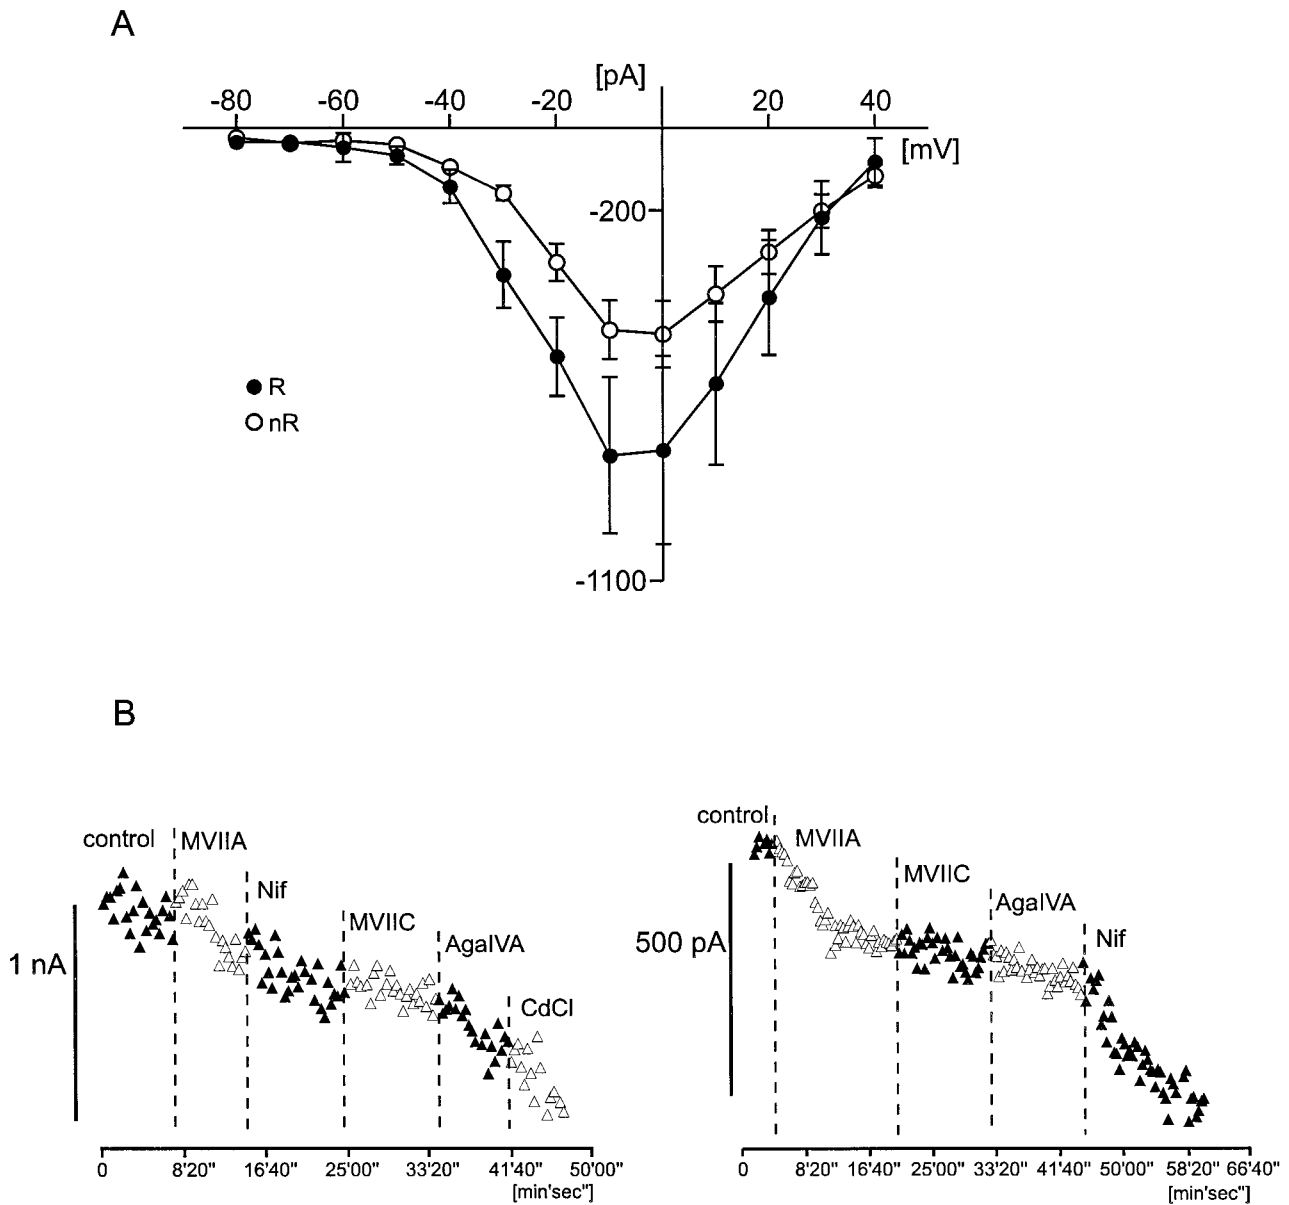 A
[pA]
-80 -60 -40 -20 20 40
[mV]
-200
R
nR
-1100
B
control MVIIA Nif MVIIC AgaIVA CdCl
1 nA
0 8'20" 16'40" 25'00" 33'20" 41'40" 50'00"
[min'sec"]
control MVIIA MVIIC AgaIVA Nif
500 pA
0 8'20" 16'40" 25'00" 33'20" 41'40" 50'00" 58'20" 66'40"
[min'sec"]